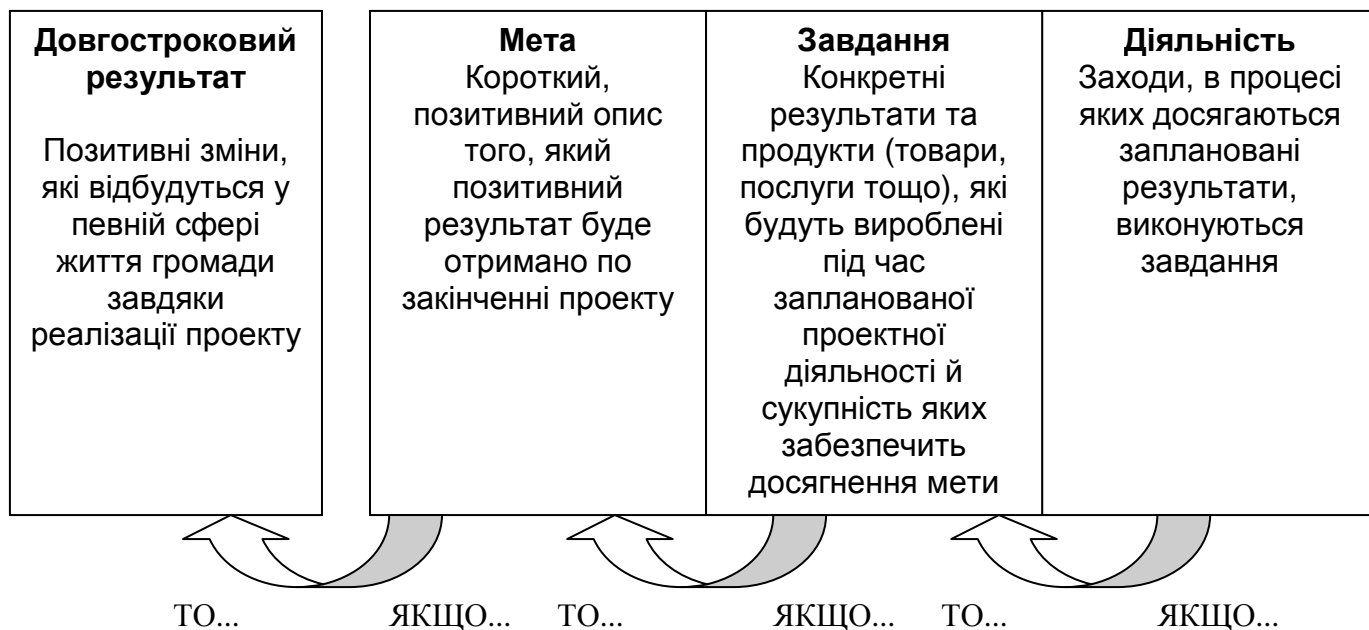 Довгостроковий
результат
Позитивні зміни,
які відбудуться у
певній сфері
життя громади
завдяки
реалізації проекту
Мета
Короткий,
позитивний опис
того, який
позитивний
результат буде
отримано по
закінченні проекту
Завдання
Конкретні
результати та
продукти (товари,
послуги тощо), які
будуть вироблені
під час
запланованої
проектної
діяльності й
сукупність яких
забезпечить
досягнення мети
Діяльність
Заходи, в процесі
яких досягаються
заплановані
результати,
виконуються
завдання
ТО... ЯКЩО... ТО... ЯКЩО... ТО... ЯКЩО...